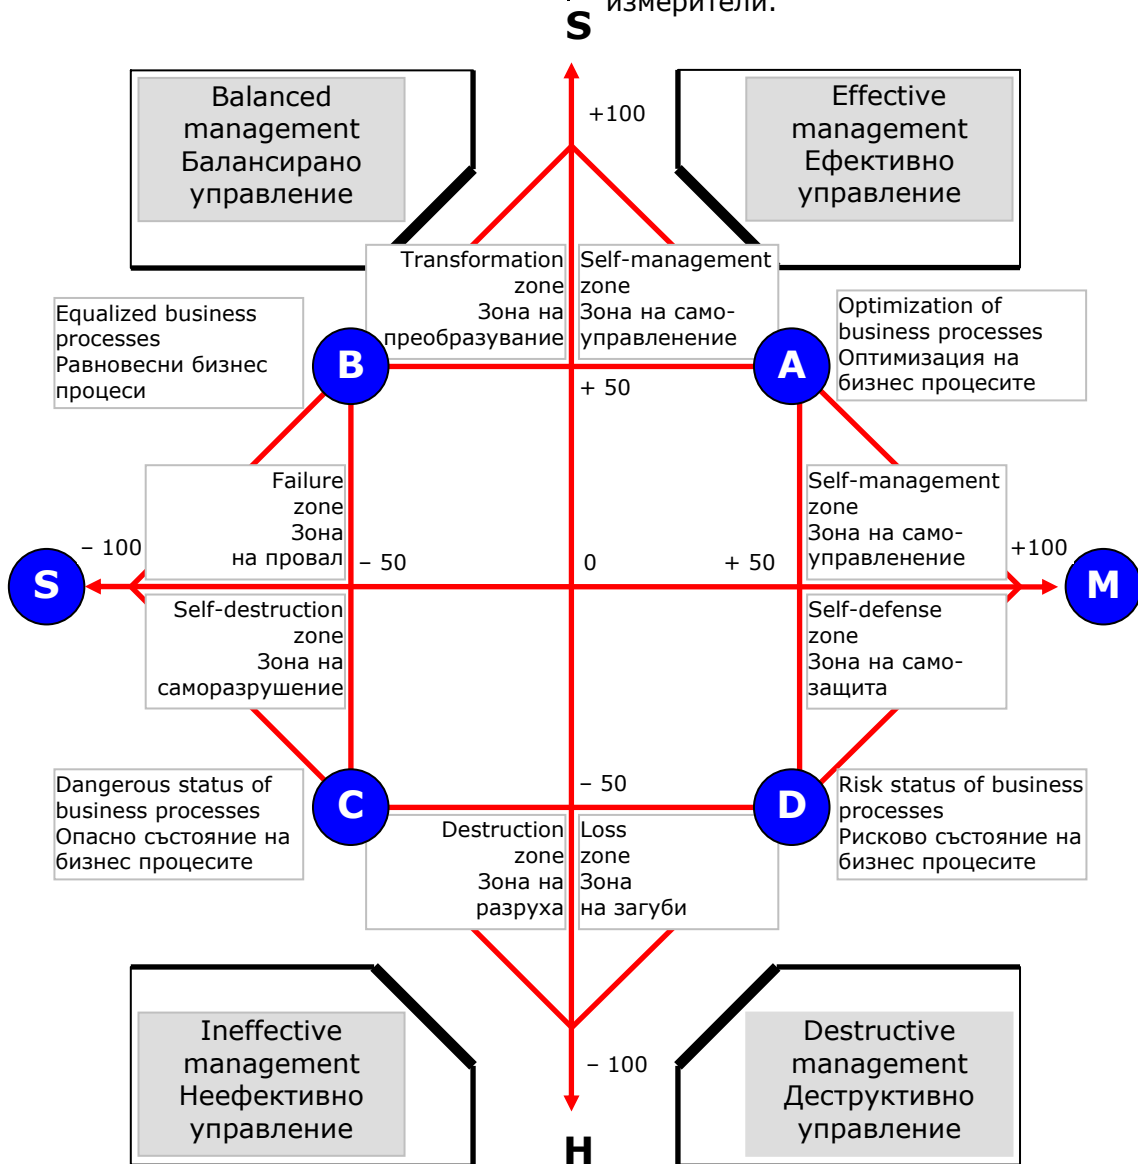 измерители.
S
+100
Balanced
management
Балансирано
управление
Effective
management
Ефективно
управление
Transformation
zone
Зона на
преобразуване
Self-management
zone
Зона на само-
управленение
Equalized business
processes
Равновесни бизнес
процеси
B
A
Optimization of
business processes
Оптимизация на
бизнес процесите
+ 50
Failure
zone
Зона
на провал
Self-management
zone
Зона на само-
управленение
– 100
– 50
0
+ 50
+100
S
M
Self-destruction
zone
Зона на
саморазрушение
Self-defense
zone
Зона на само-
защита
– 50
Dangerous status of
business processes
Опасно състояние на
бизнес процесите
C
D
Risk status of business
processes
Рисково състояние на
бизнес процесите
Destruction
zone
Зона на
разруха
Loss
zone
Зона
на загуби
– 100
Ineffective
management
Неефективно
управление
Destructive
management
Деструктивно
управление
H